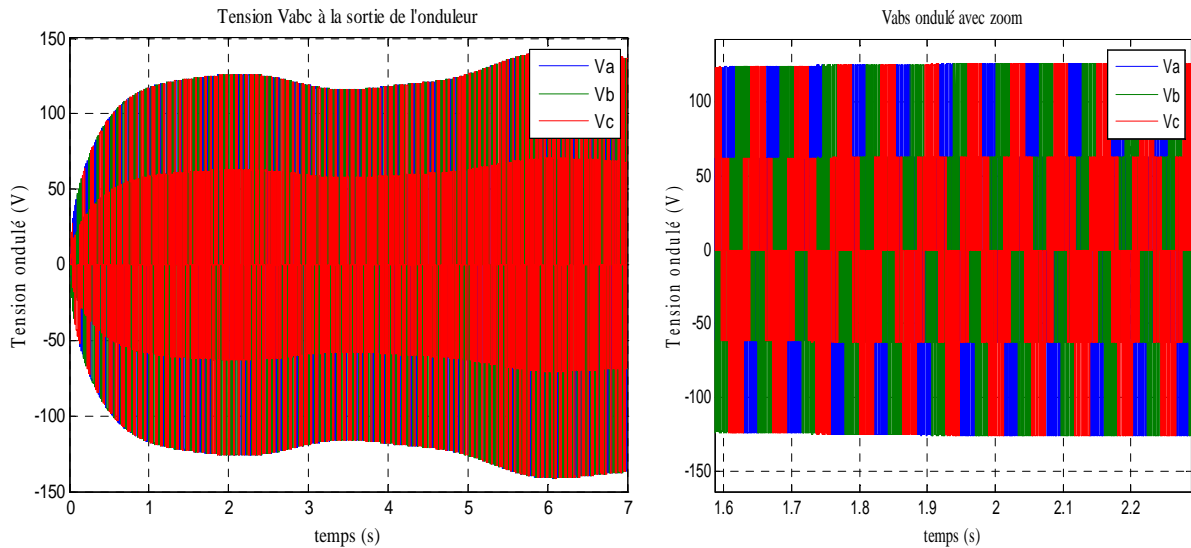 Tension Vabc à la sortie de l'onduleur
150
100
50
0
-50
-100
-150
Tension ondulé (V)
0 1 2 3 4 5 6 7
temps (s)
Va
Vb
Vc
Vabs ondulé avec zoom
100
50
0
-50
-100
-150
Tension ondulé (V)
1.6 1.7 1.8 1.9 2 2.1 2.2
temps (s)
Va
Vb
Vc